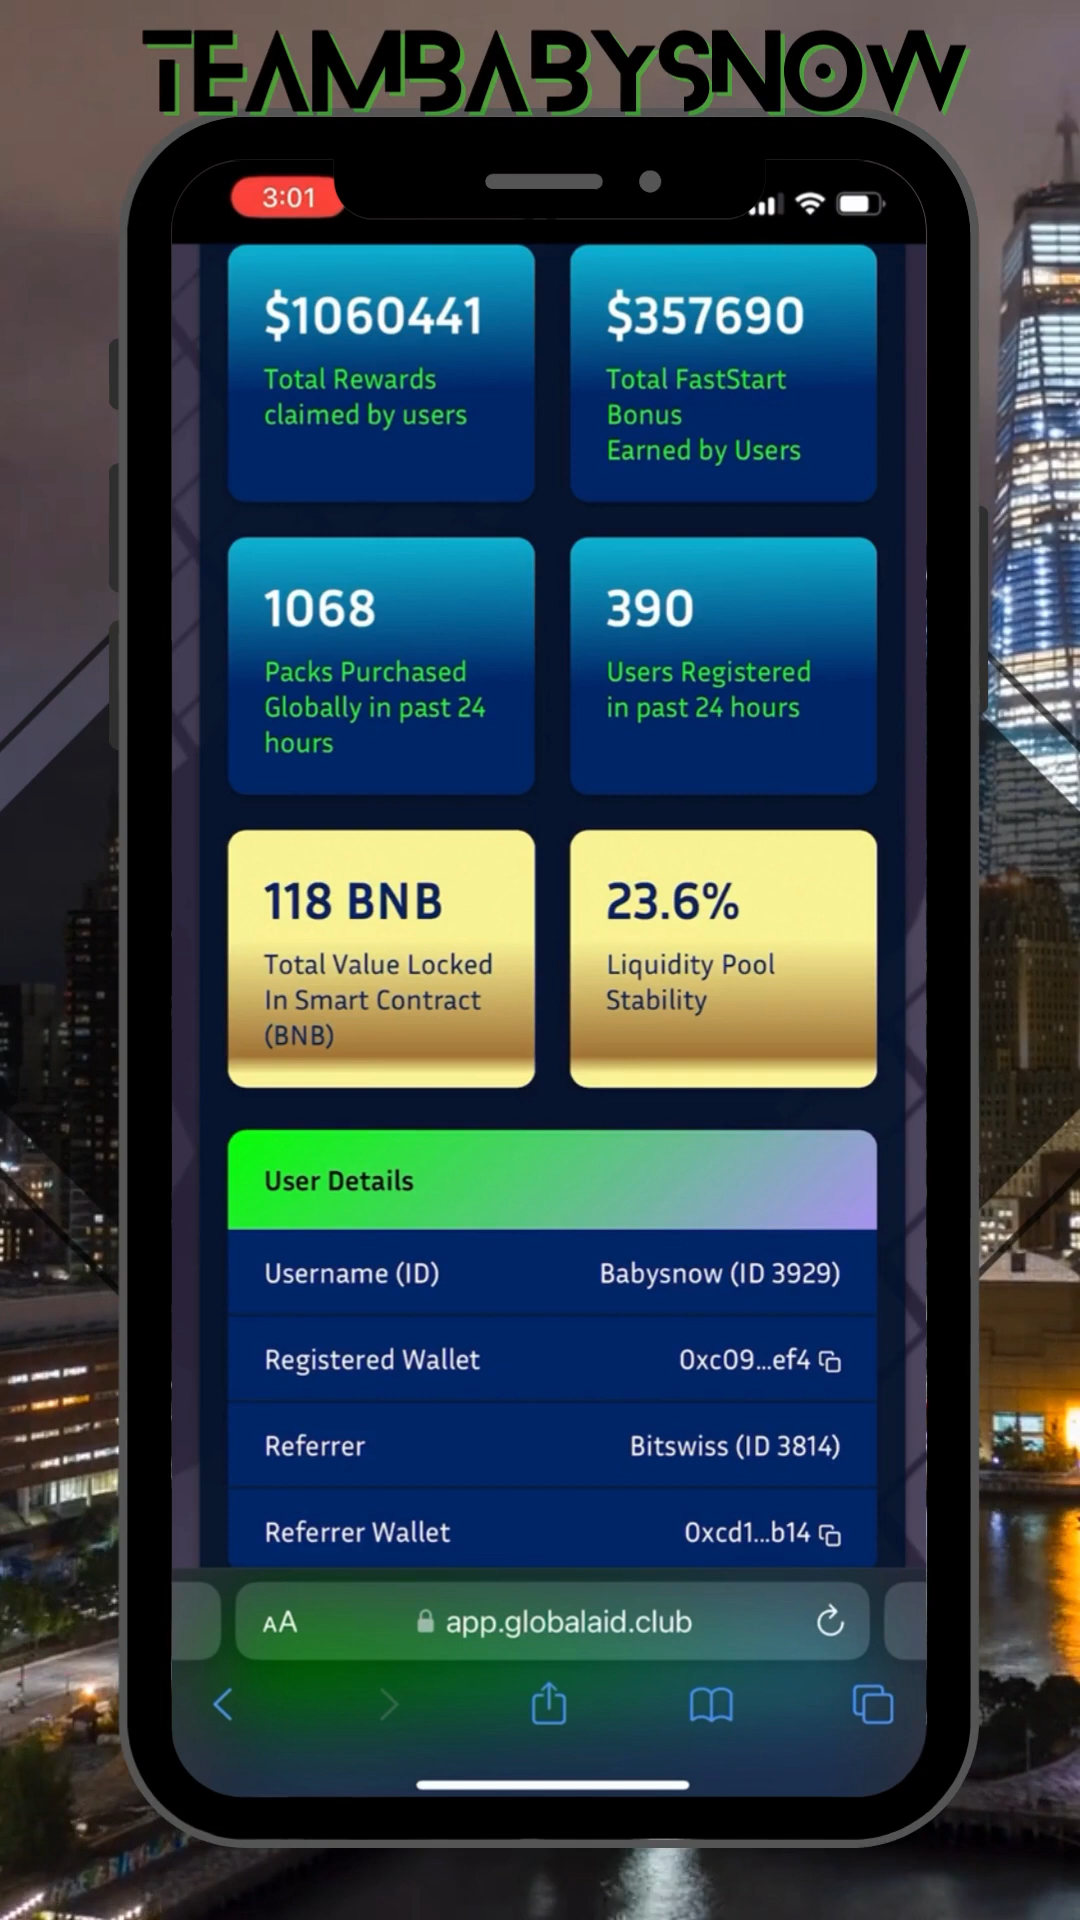 TEAMBABYSNOW
3:01
$1060441
Total Rewards
claimed by users
$357690
Total FastStart
Bonus
Earned by Users
1068
Packs Purchased
Globally in past 24
hours
390
Users Registered
in past 24 hours
118 BNB
Total Value Locked
In Smart Contract
(BNB)
23.6%
Liquidity Pool
Stability
User Details
Username (ID) Babysnow (ID 3929)
Registered Wallet 0xc09...ef4
Referrer Bitswiss (ID 3814)
Referrer Wallet 0xcd1...b14
AA app.globalaid.club